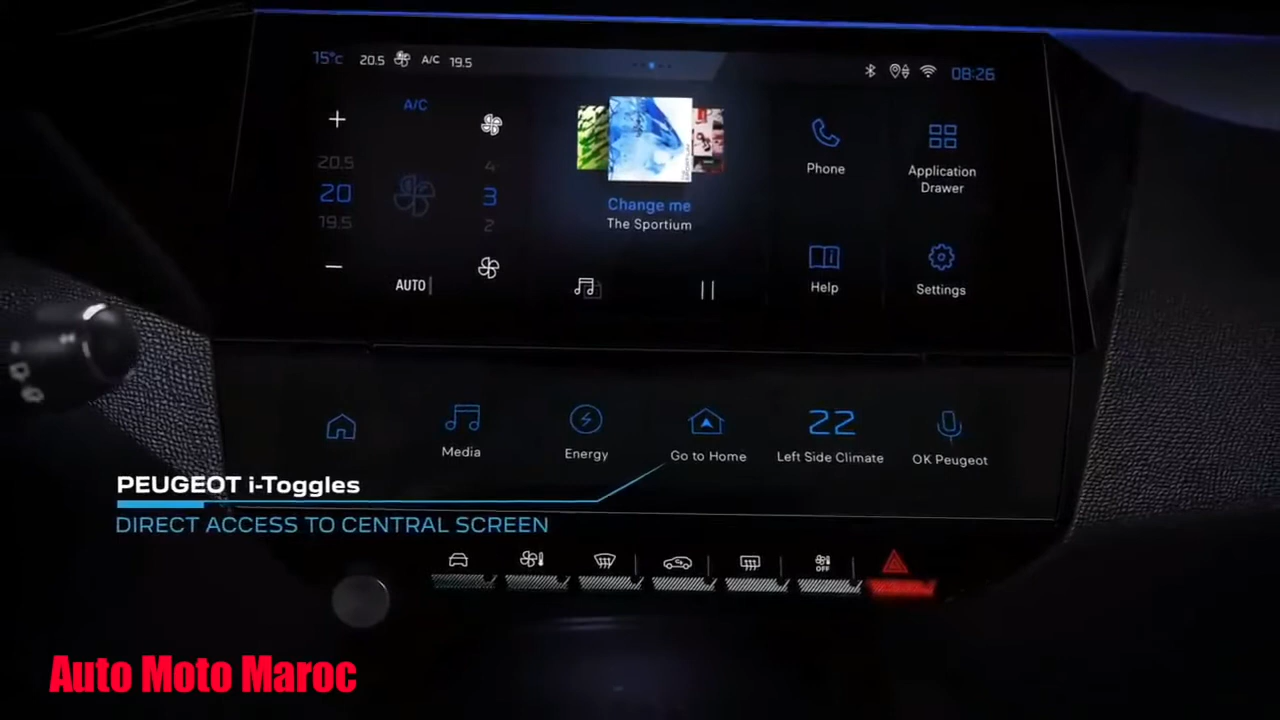 15°C 20.5 A/C 19.5
08:26
+
A/C
20.5
20
19.5
−
AUTO
4
3
2
Change me
The Sportium
Phone
Application
Drawer
Help
Settings
Media
Energy
Go to Home
22
Left Side Climate
OK Peugeot
PEUGEOT i-Toggles
DIRECT ACCESS TO CENTRAL SCREEN
OFF
Auto Moto Maroc